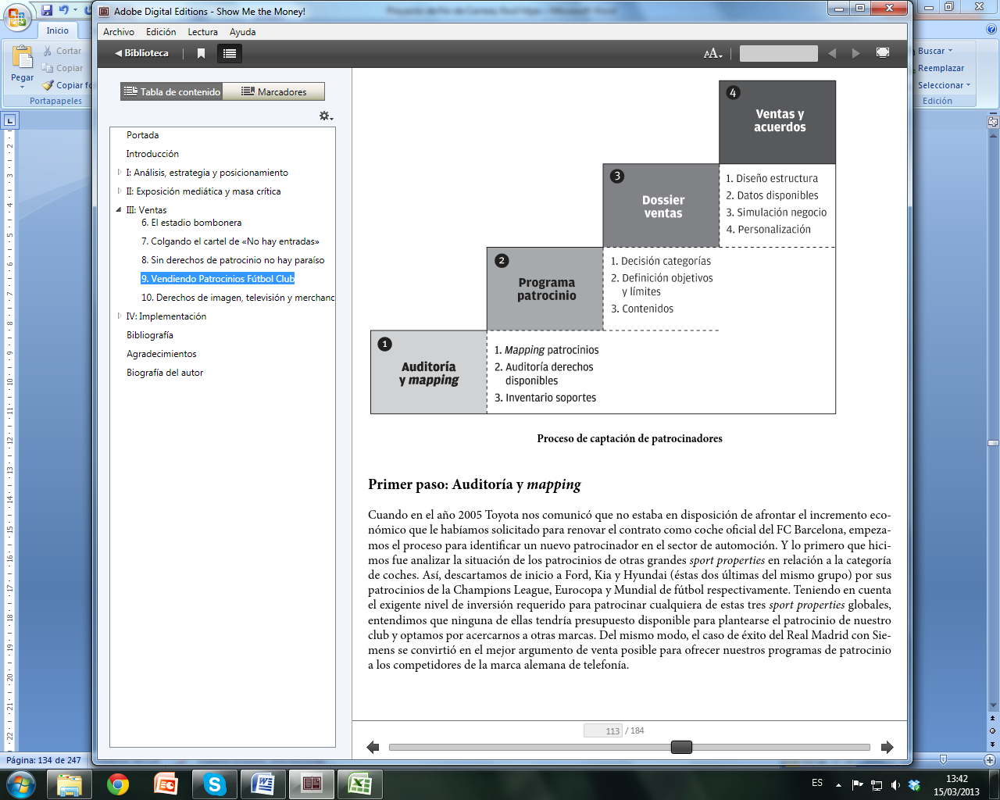 Adobe Digital Editions - Show Me the Money!
Inicio
Archivo Edición Lectura Ayuda
Biblioteca
AA
Pegar
Cortar
Copiar
Copiar fo
Portapapeles
Buscar
Reemplazar
Seleccionar
Edición
Tabla de contenido Marcadores
Portada
Introducción
I: Análisis, estrategia y posicionamiento
II: Exposición mediática y masa crítica
III: Ventas
6. El estadio bombonera
7. Colgando el cartel de «No hay entradas»
8. Sin derechos de patrocinio no hay paraíso
9. Vendiendo Patrocinios Fútbol Club
10. Derechos de imagen, televisión y merchanc
IV: Implementación
Bibliografía
Agradecimientos
Biografía del autor
4
Ventas y
acuerdos
1. Diseño estructura
2. Datos disponibles
3. Simulación negocio
4. Personalización
3
Dossier
ventas
1. Decisión categorías
2. Definición objetivos
y límites
3. Contenidos
2
Programa
patrocinio
1
Auditoría
y mapping
1. Mapping patrocinios
2. Auditoría derechos
disponibles
3. Inventario soportes
Proceso de captación de patrocinadores
Primer paso: Auditoría y mapping
Cuando en el año 2005 Toyota nos comunicó que no estaba en disposición de afrontar el incremento eco-
nómico que le habíamos solicitado para renovar el contrato como coche oficial del FC Barcelona, empeza-
mos el proceso para identificar un nuevo patrocinador en el sector de automoción. Y lo primero que hici-
mos fue analizar la situación de los patrocinios de otras grandes sport properties en relación a la categoría
de coches. Así, descartamos de inicio a Ford, Kia y Hyundai (éstas dos últimas del mismo grupo) por sus
patrocinios de la Champions League, Eurocopa y Mundial de fútbol respectivamente. Teniendo en cuenta
el exigente nivel de inversión requerido para patrocinar cualquiera de estas tres sport properties globales,
entendimos que ninguna de ellas tendría presupuesto disponible para plantearse el patrocinio de nuestro
club y optamos por acercarnos a otras marcas. Del mismo modo, el caso de éxito del Real Madrid con Sie-
mens se convirtió en el mejor argumento de venta posible para ofrecer nuestros programas de patrocinio
a los competidores de la marca alemana de telefonía.
113 / 184
Página: 134 de 247
ES
13:42
15/03/2013